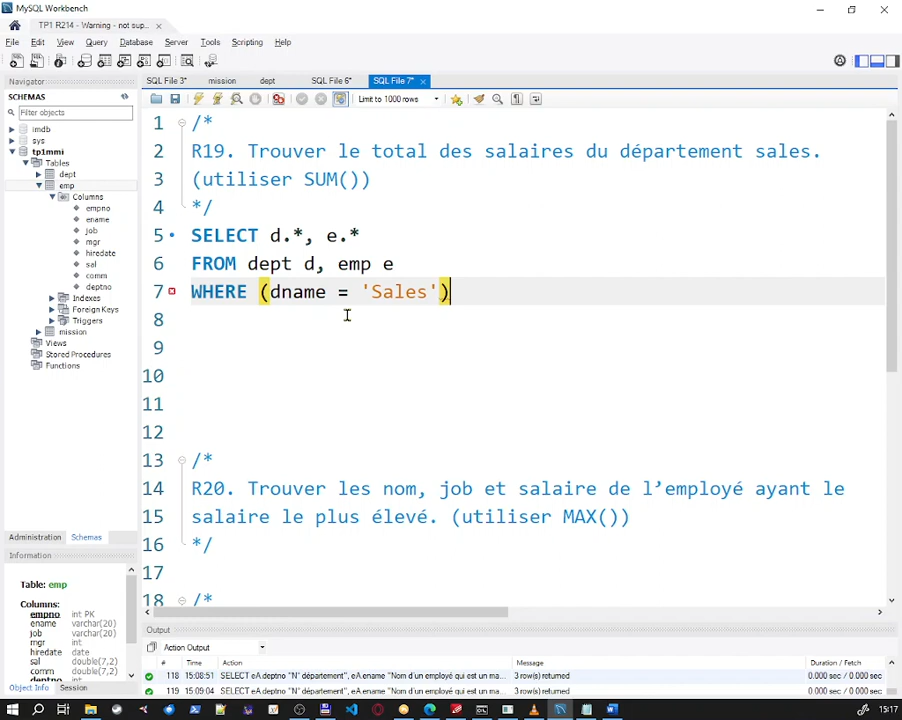 MySQL Workbench
TP1 R214 - Warning - not sup...
File Edit View Query Database Server Tools Scripting Help
Navigator
SCHEMAS
Filter objects
imdb
sys
tp1mmi
Tables
dept
emp
Columns
empno
ename
job
mgr
hiredate
sal
comm
deptno
Indexes
Foreign Keys
Triggers
mission
Views
Stored Procedures
Functions
Administration Schemas
Information
Table: emp
Columns:
empno int PK
ename varchar(20)
job varchar(20)
mgr int
hiredate date
sal double(7,2)
comm double(7,2)
deptno int
Object Info Session
SQL File 3* mission dept SQL File 6* SQL File 7*
Limit to 1000 rows
1 /*
2 R19. Trouver le total des salaires du département sales.
3 (utiliser SUM())
4 */
5 SELECT d.*, e.*
6 FROM dept d, emp e
7 WHERE (dname = 'Sales')
8
9
10
11
12
13 /*
14 R20. Trouver les nom, job et salaire de l’employé ayant le
15 salaire le plus élevé. (utiliser MAX())
16 */
17
18 /*
Output
Action Output
# Time Action Message Duration / Fetch
118 15:08:51 SELECT eA.deptno "N° département", eA.ename "Nom d'un employé qui est un ma... 3 row(s) returned 0.000 sec / 0.000 sec
119 15:09:04 SELECT eA.deptno "N° département", eA.ename "Nom d'un employé qui est un ma... 3 row(s) returned 0.000 sec / 0.000 sec
15:17